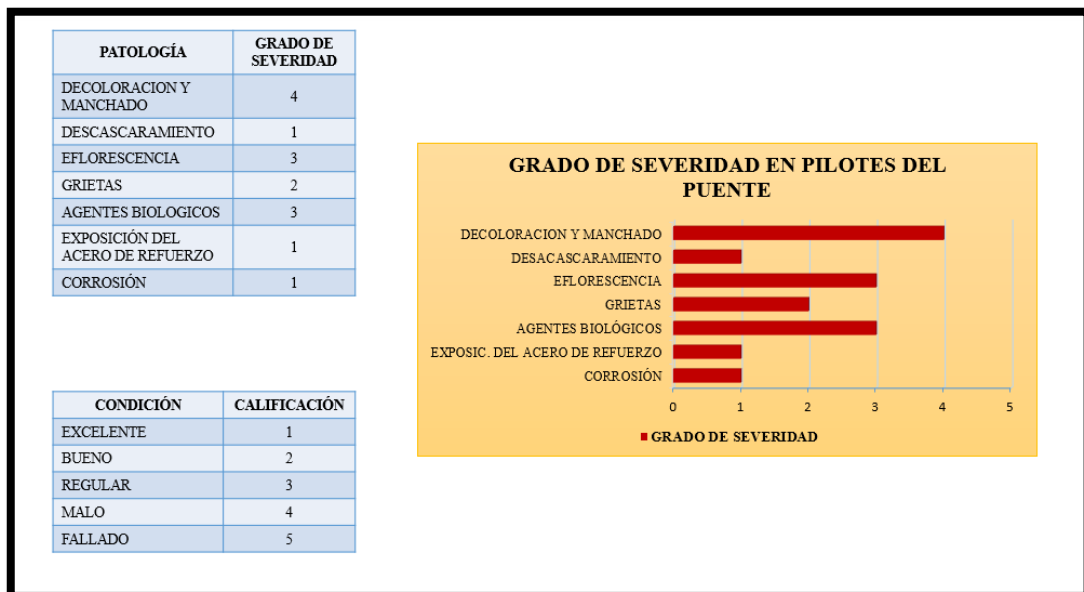 PATOLOGÍA
GRADO DE
SEVERIDAD
DECOLORACION Y
MANCHADO
4
DESCASCARAMIENTO
1
EFLORESCENCIA
3
GRIETAS
2
AGENTES BIOLOGICOS
3
EXPOSICIÓN DEL
ACERO DE REFUERZO
1
CORROSIÓN
1
CONDICIÓN
CALIFICACIÓN
EXCELENTE
1
BUENO
2
REGULAR
3
MALO
4
FALLADO
5
GRADO DE SEVERIDAD EN PILOTES DEL
PUENTE
DECOLORACION Y MANCHADO
DESACASCARAMIENTO
EFLORESCENCIA
GRIETAS
AGENTES BIOLÓGICOS
EXPOSIC. DEL ACERO DE REFUERZO
CORROSIÓN
0 1 2 3 4 5
GRADO DE SEVERIDAD